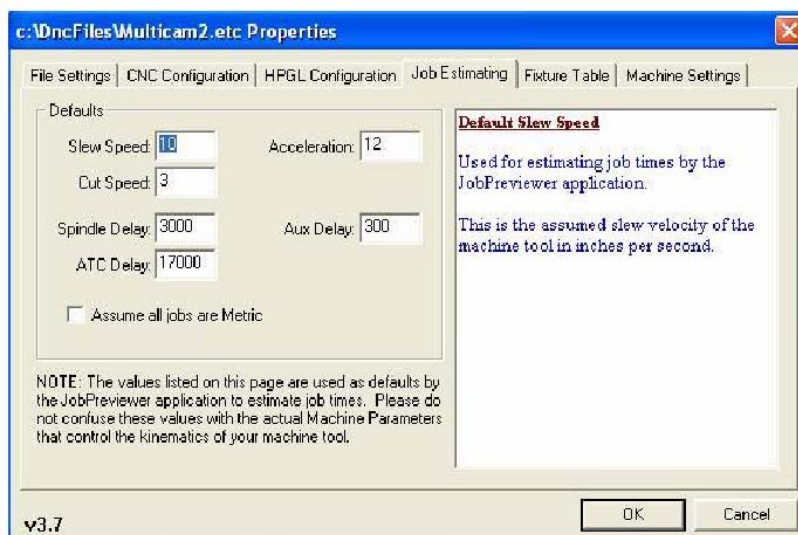 c:\DncFiles\Multicam2.etc Properties
File Settings
CNC Configuration
HPGL Configuration
Job Estimating
Fixture Table
Machine Settings
Defaults
Slew Speed: 10
Acceleration: 12
Cut Speed: 3
Spindle Delay: 3000
Aux Delay: 300
ATC Delay: 17000
Assume all jobs are Metric
NOTE: The values listed on this page are used as defaults by
the JobPreviewer application to estimate job times. Please do
not confuse these values with the actual Machine Parameters
that control the kinematics of your machine tool.
Default Slew Speed
Used for estimating job times by the
JobPreviewer application.
This is the assumed slew velocity of the
machine tool in inches per second.
v3.7
OK
Cancel